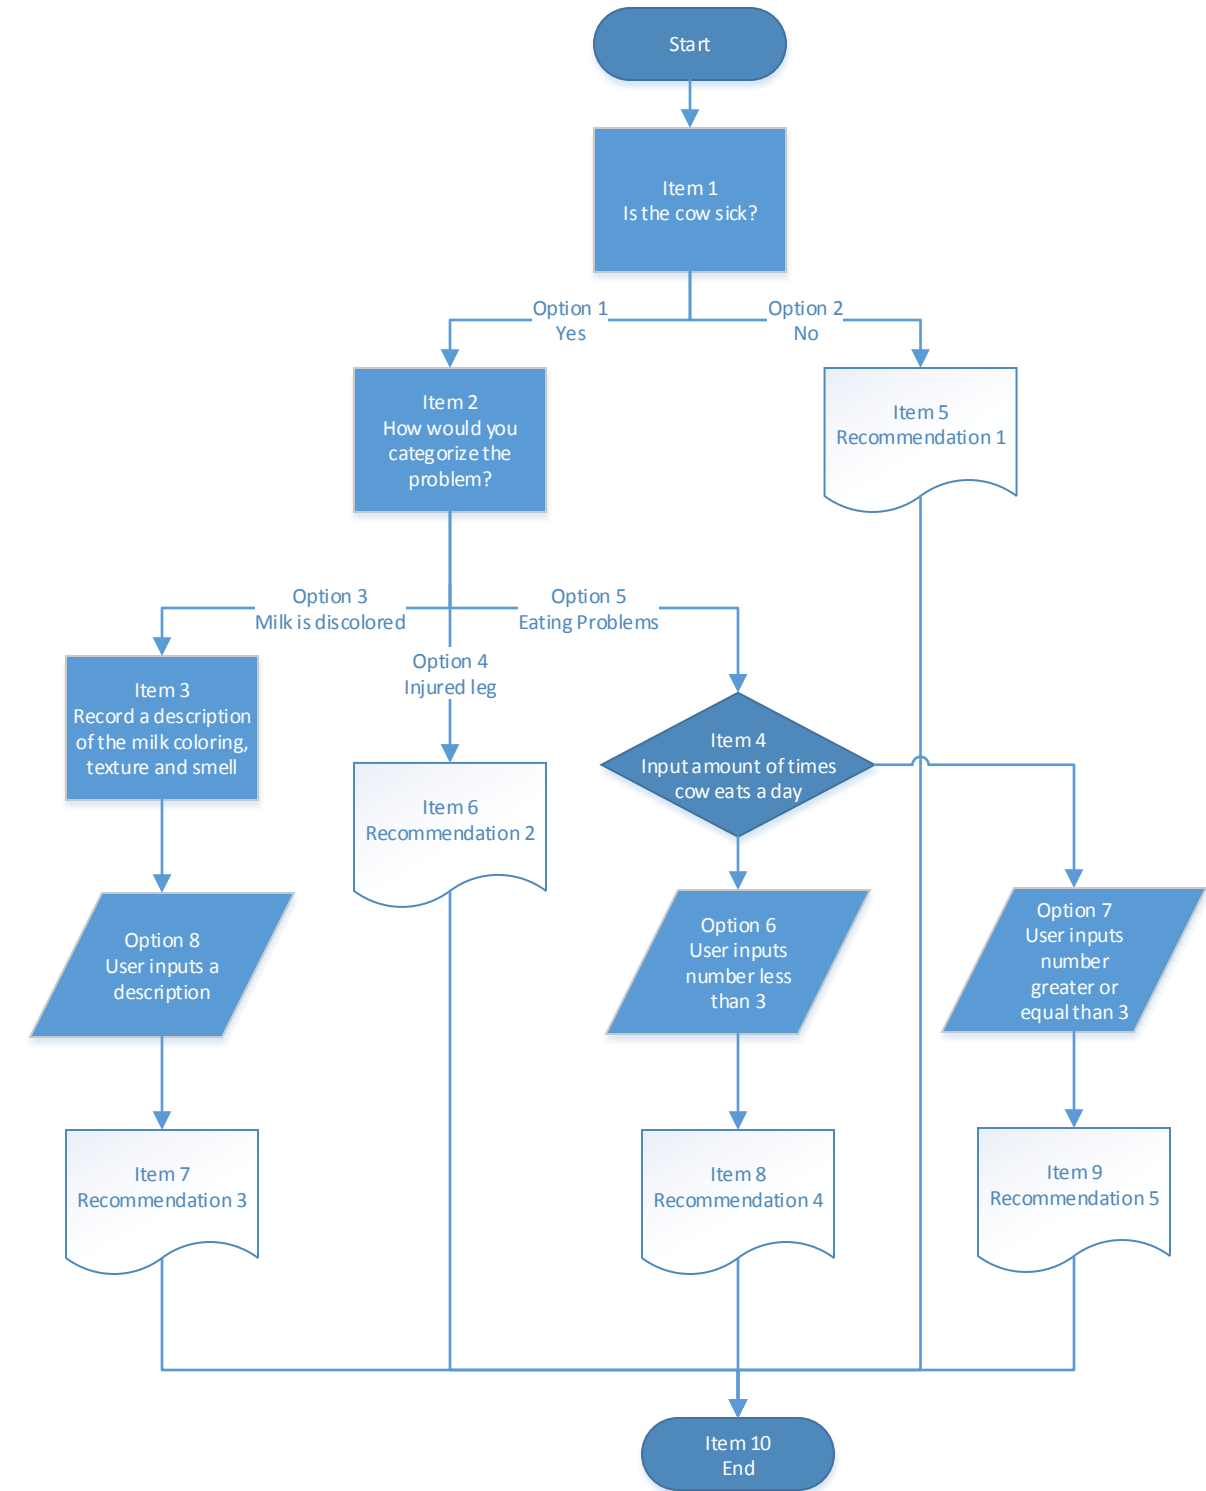 Start
Item 1
Is the cow sick?
Option 1
Yes
Option 2
No
Item 2
How would you
categorize the
problem?
Item 5
Recommendation 1
Option 3
Milk is discolored
Option 5
Eating Problems
Option 4
Injured leg
Item 3
Record a description
of the milk coloring,
texture and smell
Item 4
Input amount of times
cow eats a day
Item 6
Recommendation 2
Option 8
User inputs a
description
Option 6
User inputs
number less
than 3
Option 7
User inputs
number
greater or
equal than 3
Item 7
Recommendation 3
Item 8
Recommendation 4
Item 9
Recommendation 5
Item 10
End